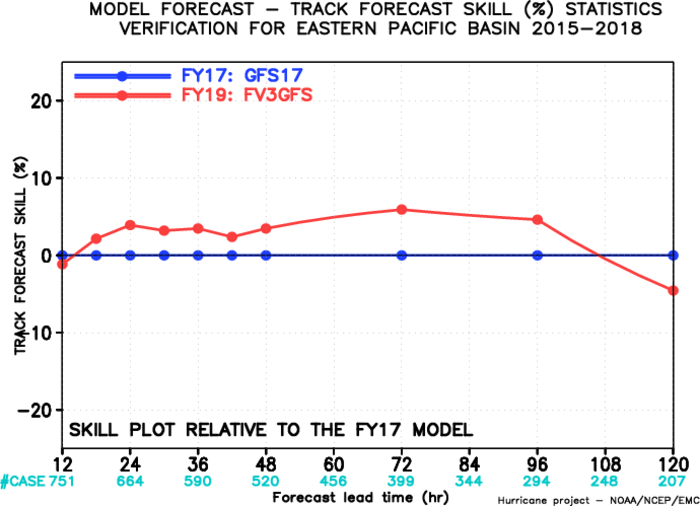 MODEL FORECAST – TRACK FORECAST SKILL (%) STATISTICS
VERIFICATION FOR EASTERN PACIFIC BASIN 2015–2018
FY17: GFS17
FY19: FV3GFS
TRACK FORECAST SKILL (%)
20
10
0
–10
–20
SKILL PLOT RELATIVE TO THE FY17 MODEL
12 24 36 48 60 72 84 96 108 120
#CASE 751 664 590 520 456 399 344 294 248 207
Forecast lead time (hr)
Hurricane project – NOAA/NCEP/EMC